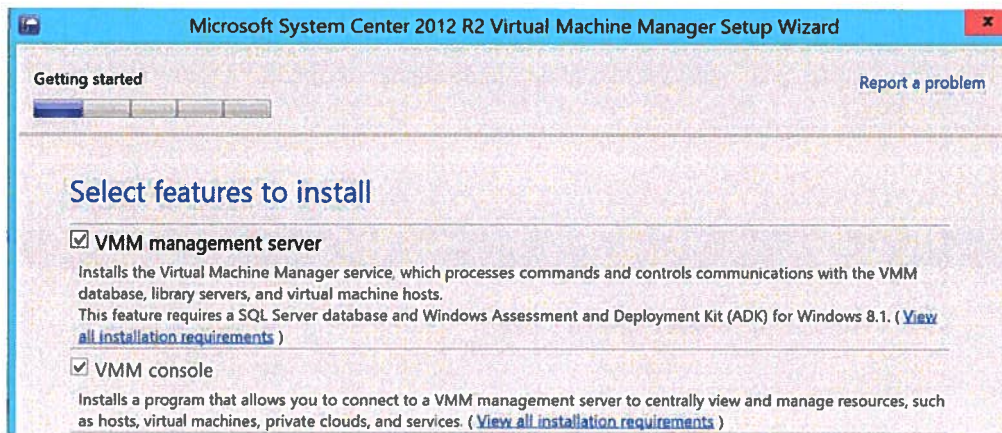 Microsoft System Center 2012 R2 Virtual Machine Manager Setup Wizard
x
Getting started
Report a problem
Select features to install
VMM management server
Installs the Virtual Machine Manager service, which processes commands and controls communications with the VMM
database, library servers, and virtual machine hosts.
This feature requires a SQL Server database and Windows Assessment and Deployment Kit (ADK) for Windows 8.1. ( View
all installation requirements )
VMM console
Installs a program that allows you to connect to a VMM management server to centrally view and manage resources, such
as hosts, virtual machines, private clouds, and services. ( View all installation requirements )